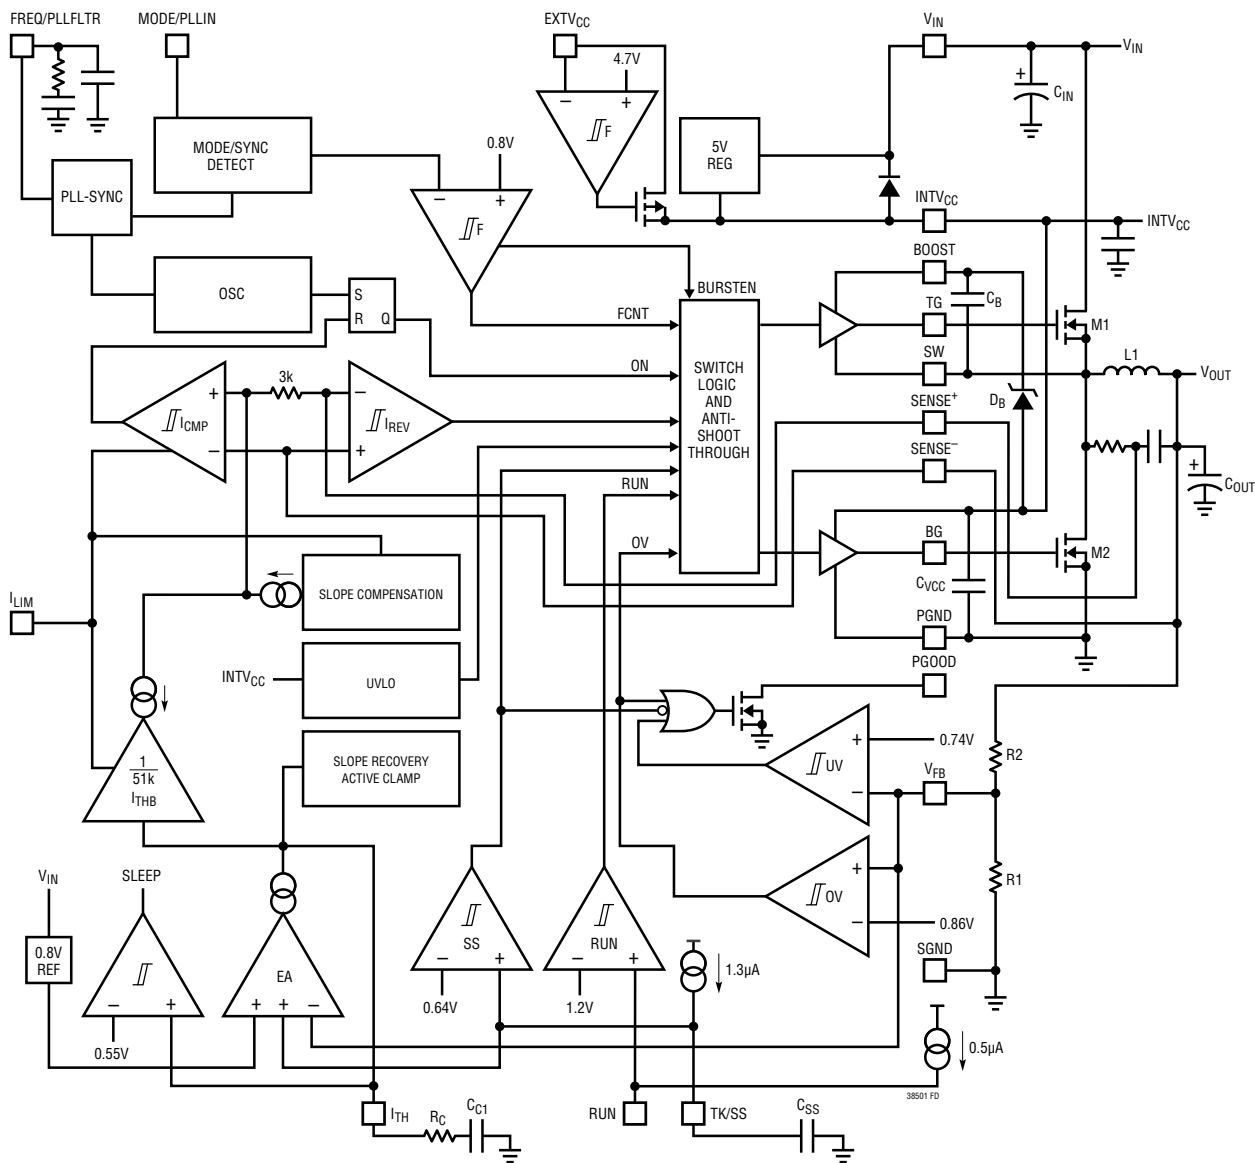 FREQ/PLLFLTR
MODE/PLLIN
EXTVCC
VIN
4.7V
VIN
+
CIN
– +
F
MODE/SYNC
DETECT
0.8V
5V
REG
PLL-SYNC
– +
F
INTVCC
INTVCC
OSC
S
R Q
BURSTEN
BOOST
CB
FCNT
TG
M1
ON
SW
L1
VOUT
SWITCH
LOGIC
AND
ANTI-
SHOOT
THROUGH
3k
+
–
ICMP
–
+
IREV
DB
SENSE+
SENSE–
RUN
+
COUT
OV
BG
M2
CVCC
ILIM
SLOPE COMPENSATION
PGND
PGOOD
INTVCC
UVLO
0.74V
+
–
UV
R2
VFB
SLOPE RECOVERY
ACTIVE CLAMP
1
51k
ITHB
+
–
OV
R1
0.86V
VIN
SLEEP
0.8V
REF
EA
SS
RUN
SGND
1.3µA
– +
+ + –
– +
– +
0.64V
1.2V
0.55V
0.5µA
38501 FD
ITH
RC
CC1
RUN
TK/SS
CSS